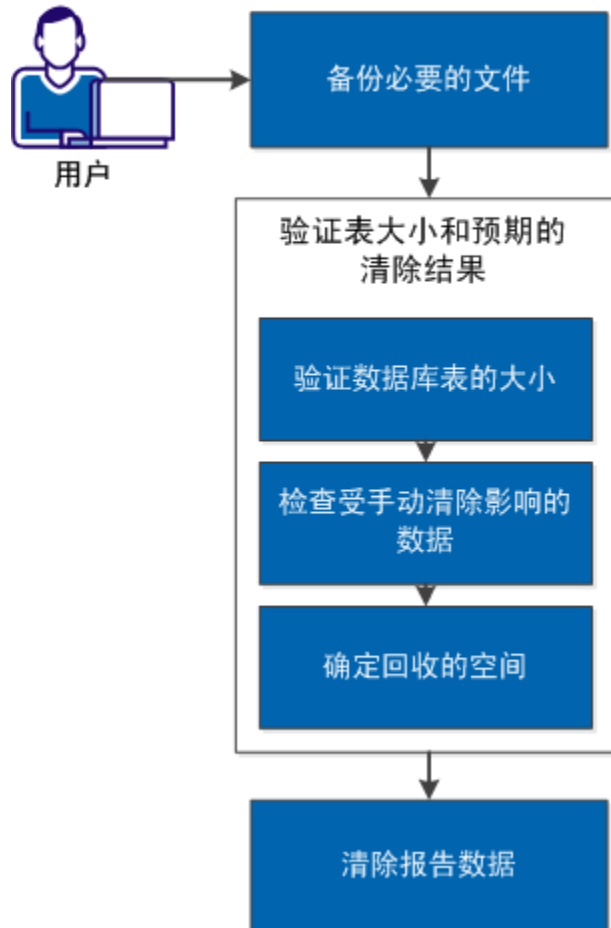 备份必要的文件
用户
验证表大小和预期的
清除结果
验证数据库表的大小
检查受手动清除影响的
数据
确定回收的空间
清除报告数据